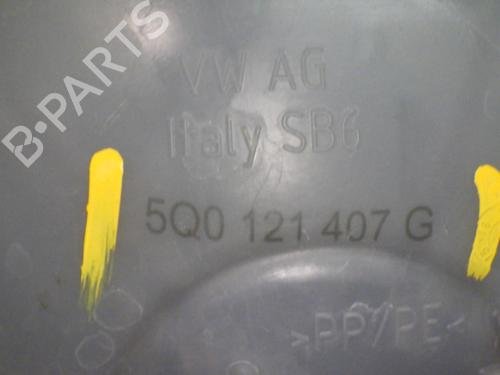 B-PARTS
VW AG
Italy SB6
5Q0 121 407 G
>PP/PE<